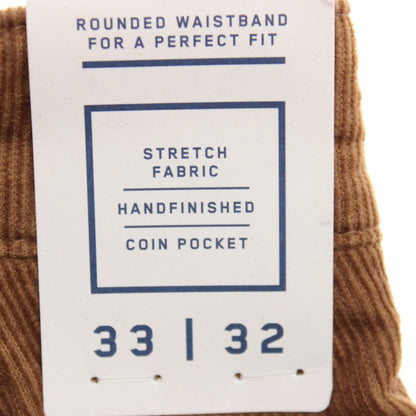 ROUNDED WAISTBAND
FOR A PERFECT FIT
STRETCH
FABRIC
HANDFINISHED
COIN POCKET
33 | 32